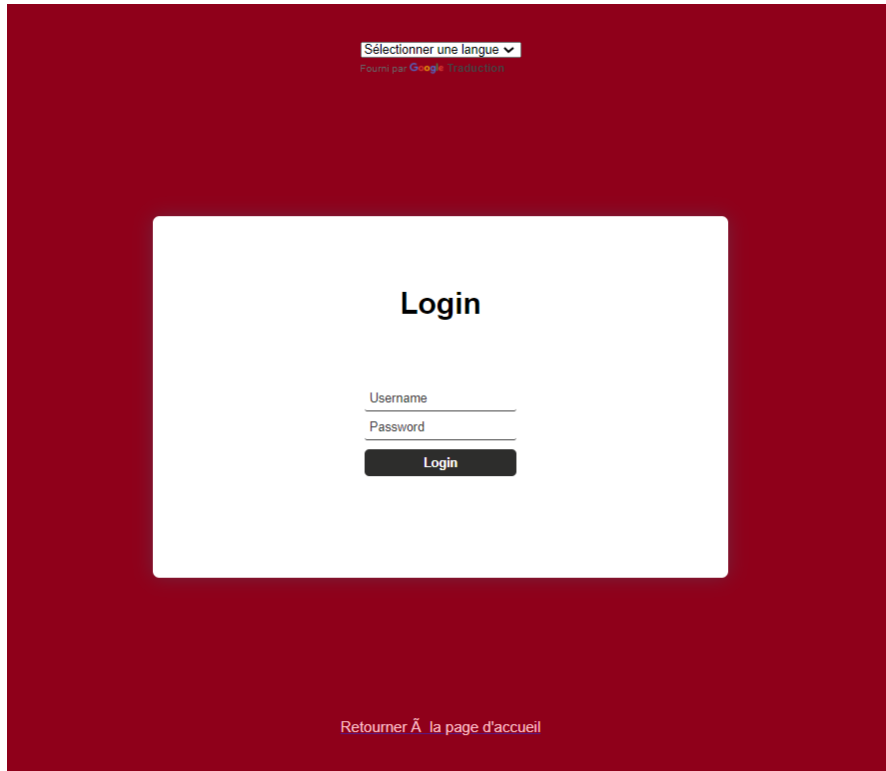 Sélectionner une langue
Fourni par Google Traduction
Login
Username
Password
Login
Retourner Ã  la page d'accueil